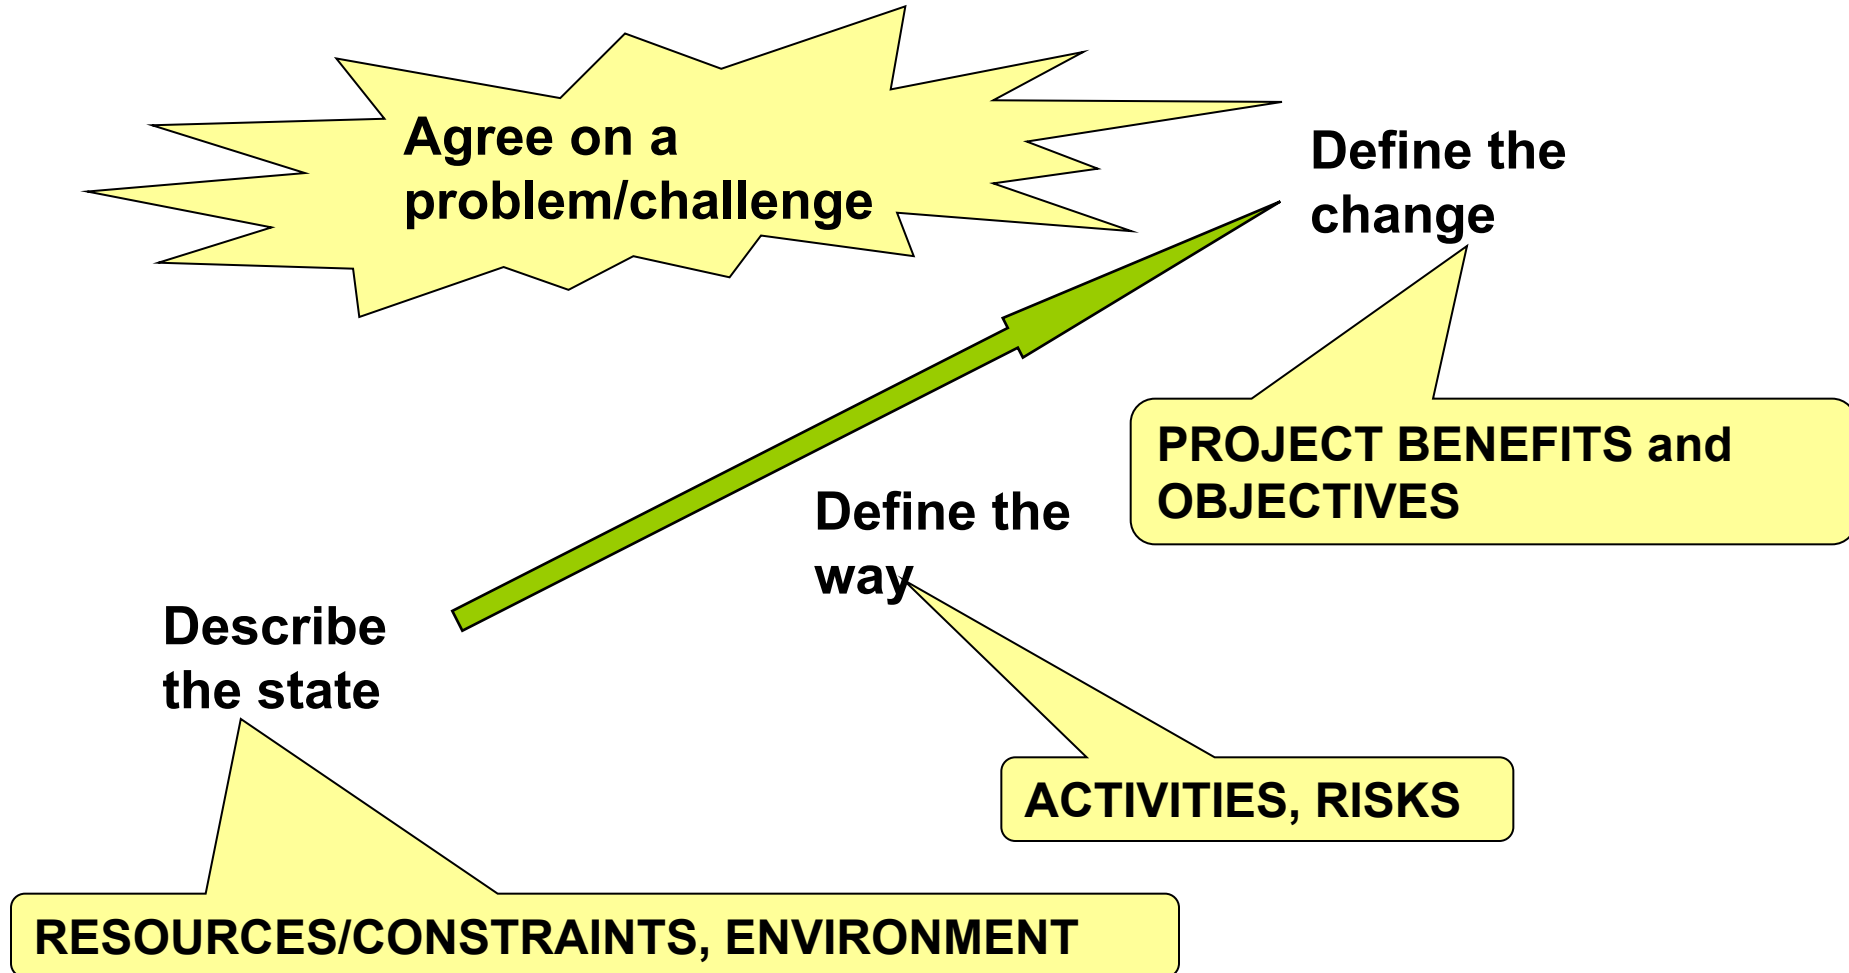 Agree on a
problem/challenge
Define the
change
PROJECT BENEFITS and
OBJECTIVES
Define the
way
Describe
the state
ACTIVITIES, RISKS
RESOURCES/CONSTRAINTS, ENVIRONMENT